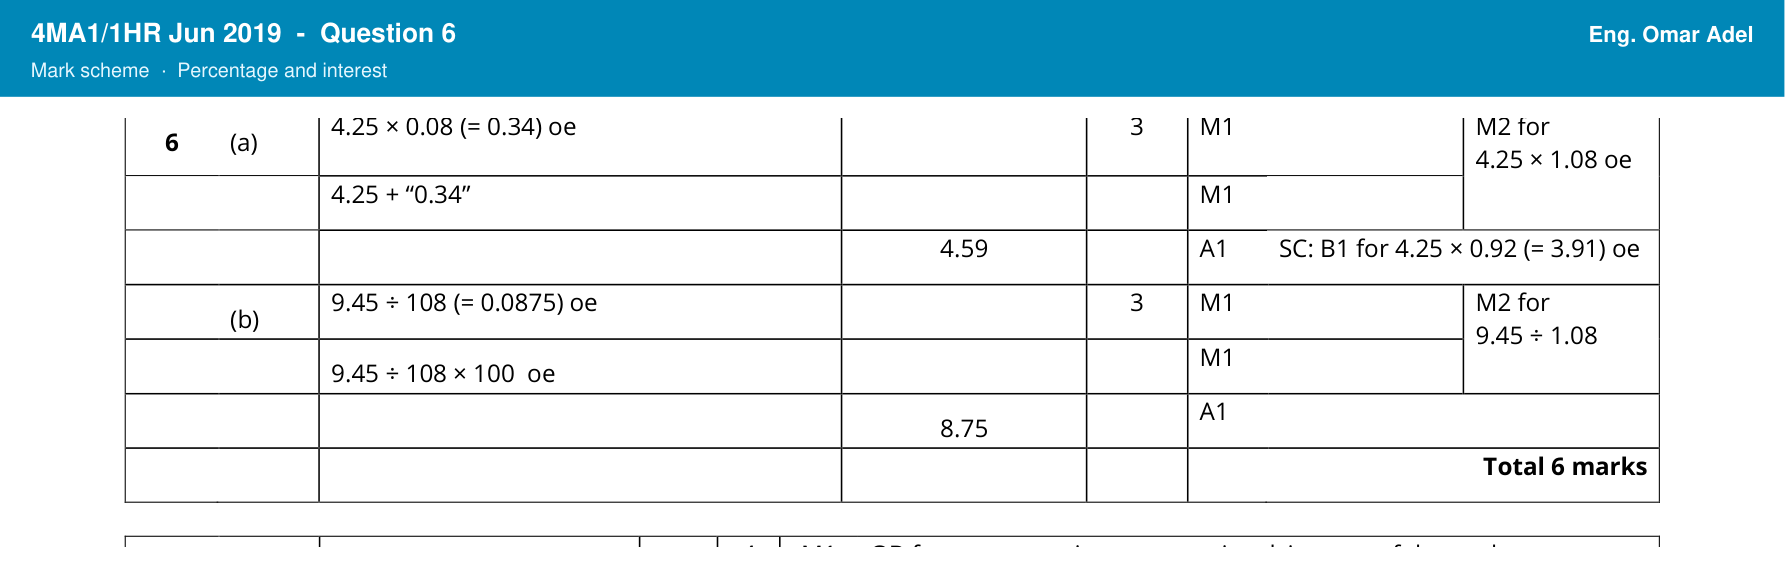 4MA1/1HR Jun 2019 - Question 6
Eng. Omar Adel
Mark scheme · Percentage and interest
6 (a) 4.25 × 0.08 (= 0.34) oe 3 M1 M2 for
4.25 × 1.08 oe
4.25 + “0.34” M1
4.59 A1 SC: B1 for 4.25 × 0.92 (= 3.91) oe
(b) 9.45 ÷ 108 (= 0.0875) oe 3 M1 M2 for
9.45 ÷ 1.08
9.45 ÷ 108 × 100 oe M1
8.75 A1
Total 6 marks